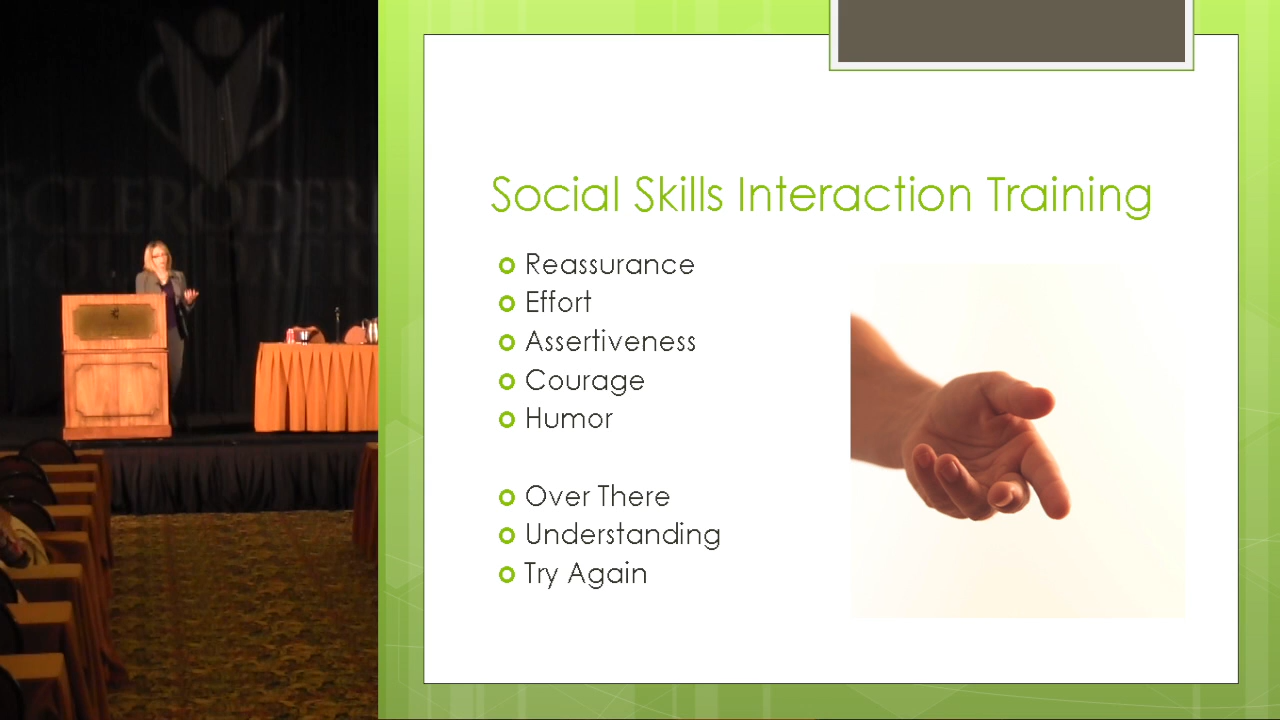 Social Skills Interaction Training
Reassurance
Effort
Assertiveness
Courage
Humor
Over There
Understanding
Try Again